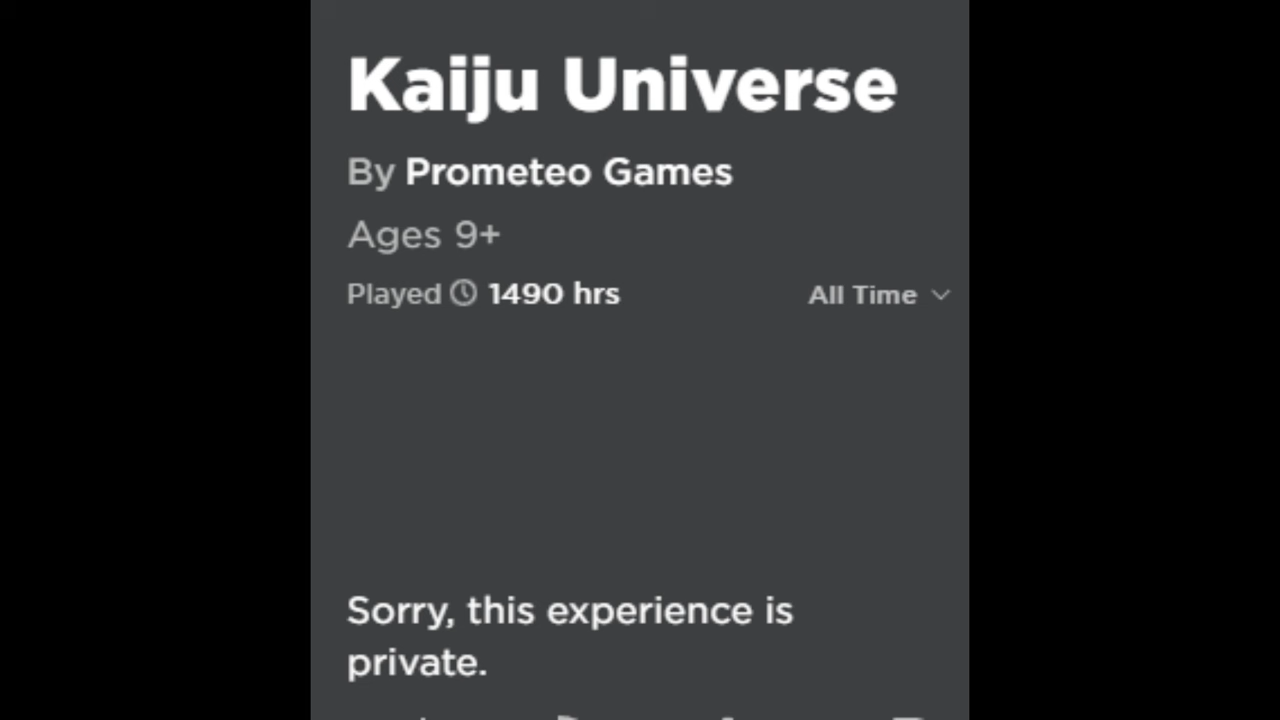 Kaiju Universe
By Prometeo Games
Ages 9+
Played 1490 hrs All Time
Sorry, this experience is
private.